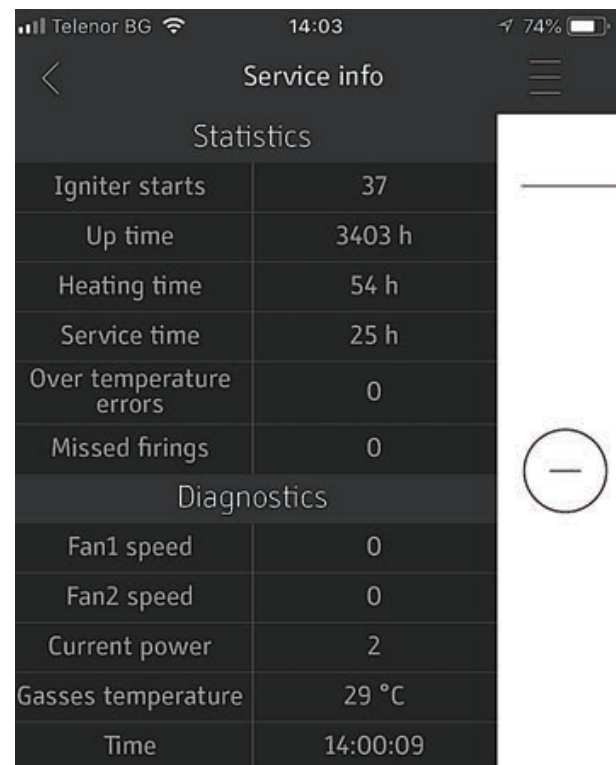 Telenor BG 14:03 74%
Service info
Statistics
Igniter starts 37
Up time 3403 h
Heating time 54 h
Service time 25 h
Over temperature
errors 0
Missed firings 0
Diagnostics
Fan1 speed 0
Fan2 speed 0
Current power 2
Gasses temperature 29 °C
Time 14:00:09